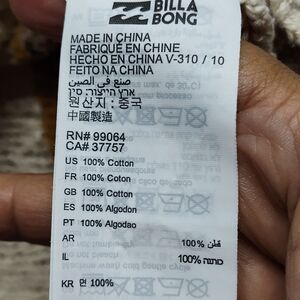 BILLA
BONG
MADE IN CHINA
FABRIQUÉ EN CHINE
HECHO EN CHINA V-310 / 10
FEITO NA CHINA
صنع في الصين
ארץ הייצור: סין
원산지: 중국
中國製造
RN# 99064
CA# 37757
US 100% Cotton
FR 100% Coton
GB 100% Cotton
ES 100% Algodon
PT 100% Algodao
AR 100% قطن
IL 100% כותנה
KR 면 100%